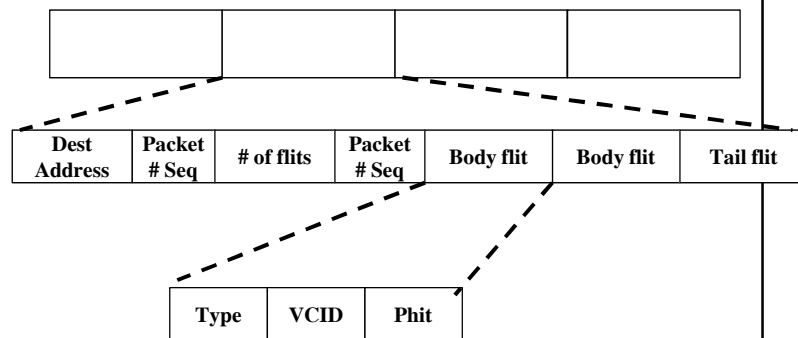 Dest
Address
Packet
# Seq
# of flits
Packet
# Seq
Body flit
Body flit
Tail flit
Type
VCID
Phit